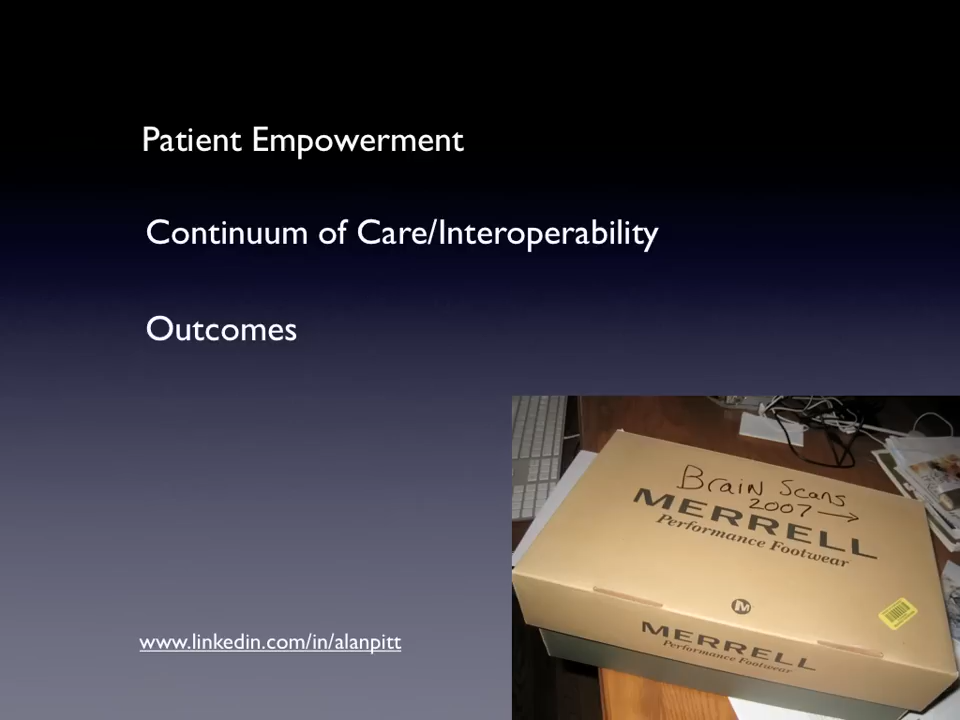 Patient Empowerment
Continuum of Care/Interoperability
Outcomes
Brain Scans
2007 →
MERRELL
Performance Footwear
M
MERRELL
Performance Footwear
www.linkedin.com/in/alanpitt